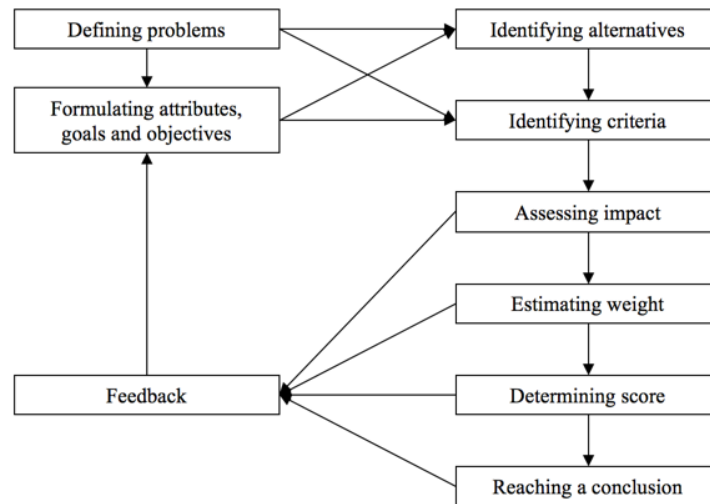 Defining problems
Identifying alternatives
Formulating attributes,
goals and objectives
Identifying criteria
Assessing impact
Estimating weight
Feedback
Determining score
Reaching a conclusion